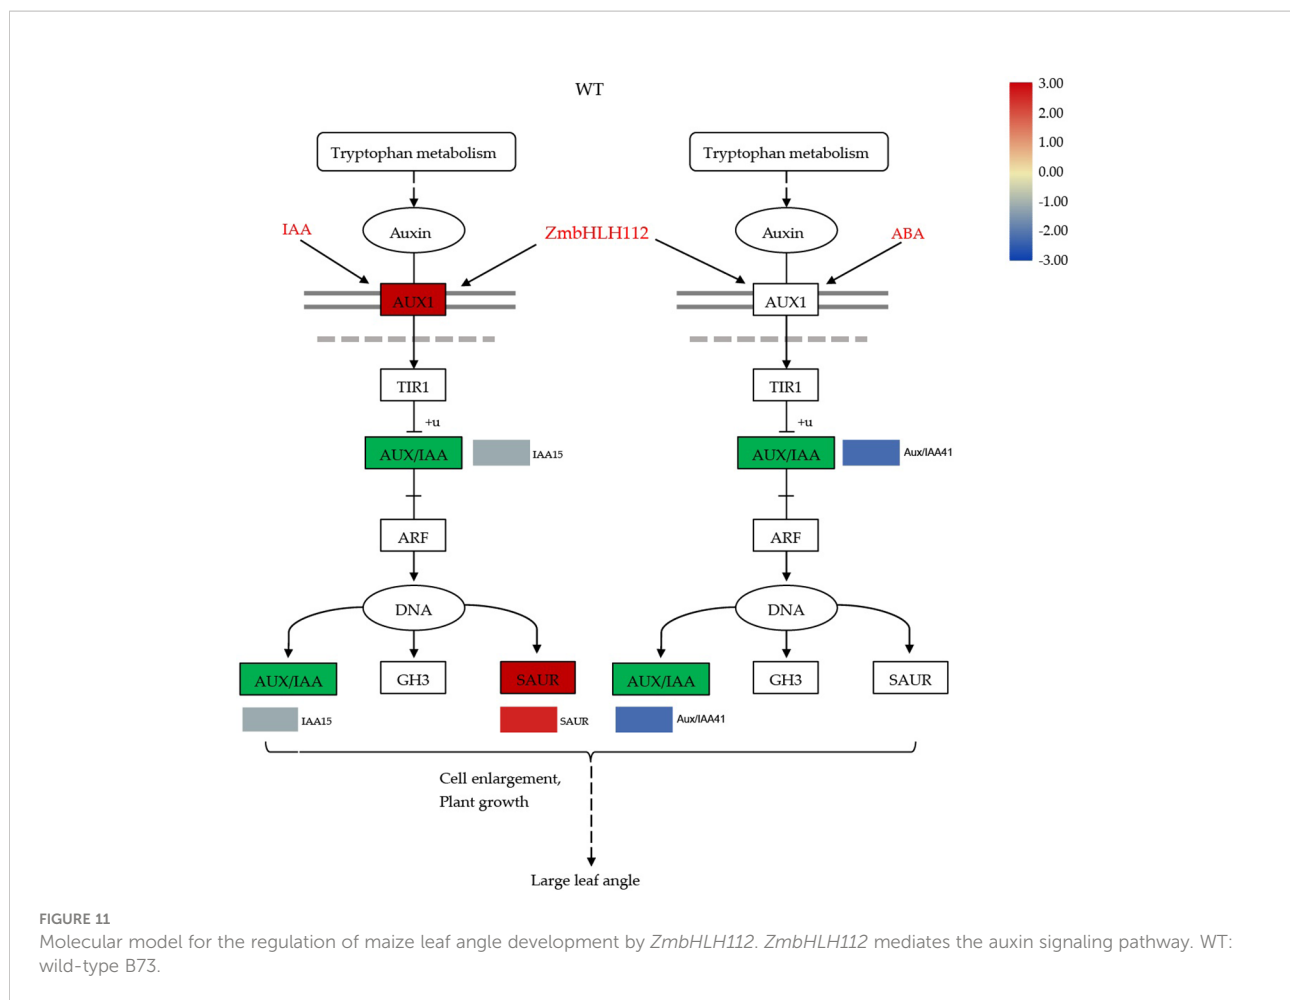 WT
3.00
2.00
1.00
0.00
-1.00
-2.00
-3.00
Tryptophan metabolism
Tryptophan metabolism
Auxin
Auxin
IAA
ZmbHLH112
ABA
AUX1
AUX1
TIR1
TIR1
+u
+u
AUX/IAA
IAA15
AUX/IAA
Aux/IAA41
ARF
ARF
DNA
DNA
AUX/IAA
GH3
SAUR
AUX/IAA
GH3
SAUR
IAA15
SAUR
Aux/IAA41
Cell enlargement,
Plant growth
Large leaf angle
FIGURE 11
Molecular model for the regulation of maize leaf angle development by ZmbHLH112. ZmbHLH112 mediates the auxin signaling pathway. WT:
wild-type B73.